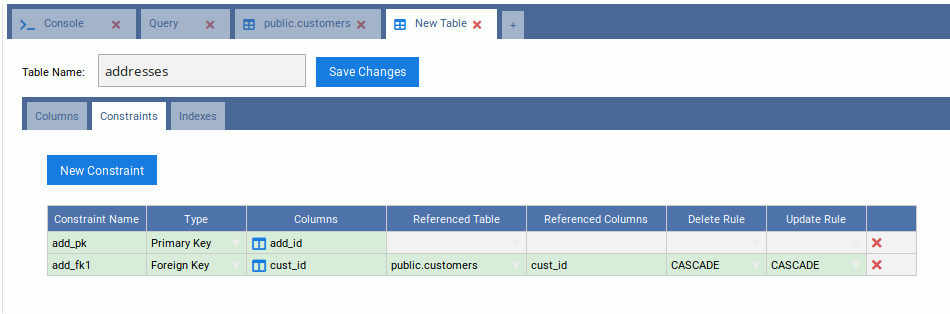 Console Query public.customers New Table +
Table Name: addresses Save Changes
Columns Constraints Indexes
New Constraint
Constraint Name Type Columns Referenced Table Referenced Columns Delete Rule Update Rule
add_pk Primary Key add_id
add_fk1 Foreign Key cust_id public.customers cust_id CASCADE CASCADE